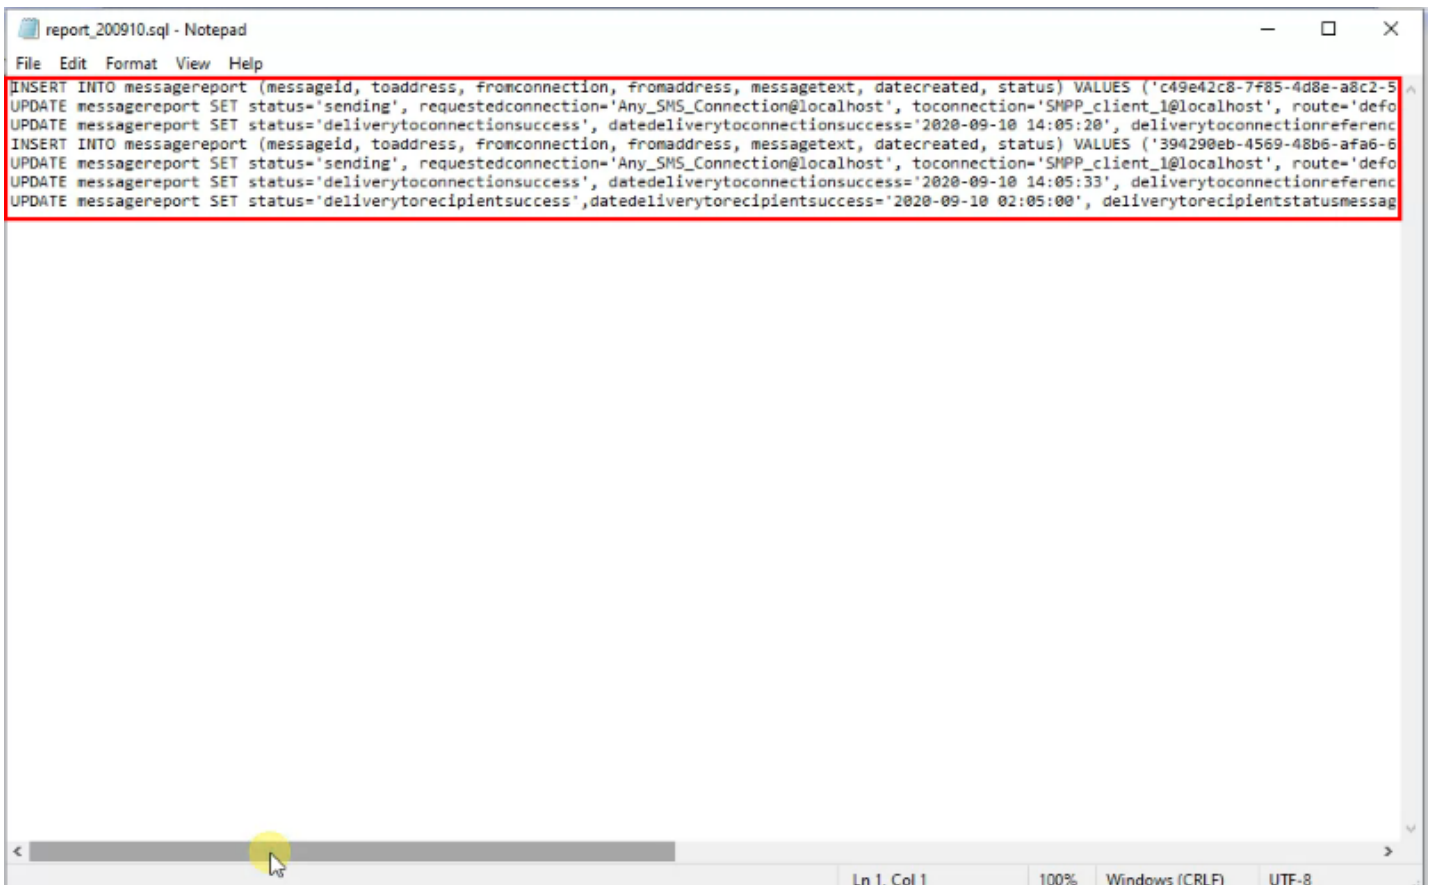 report_200910.sql - Notepad
File Edit Format View Help
INSERT INTO messagereport (messageid, toaddress, fromconnection, fromaddress, messagetext, datecreated, status) VALUES ('c49e42c8-7f85-4d8e-a8c2-5
UPDATE messagereport SET status='sending', requestedconnection='Any_SMS_Connection@localhost', toconnection='SMPP_client_1@localhost', route='defo
UPDATE messagereport SET status='deliverytoconnectionsuccess', datedeliverytoconnectionsuccess='2020-09-10 14:05:20', deliverytoconnectionreferenc
INSERT INTO messagereport (messageid, toaddress, fromconnection, fromaddress, messagetext, datecreated, status) VALUES ('394290eb-4569-48b6-afa6-6
UPDATE messagereport SET status='sending', requestedconnection='Any_SMS_Connection@localhost', toconnection='SMPP_client_1@localhost', route='defo
UPDATE messagereport SET status='deliverytoconnectionsuccess', datedeliverytoconnectionsuccess='2020-09-10 14:05:33', deliverytoconnectionreferenc
UPDATE messagereport SET status='deliverytorecipientsuccess',datedeliverytorecipientsuccess='2020-09-10 02:05:00', deliverytorecipientstatusmessag
Ln 1, Col 1 100% Windows (CRLF) UTF-8